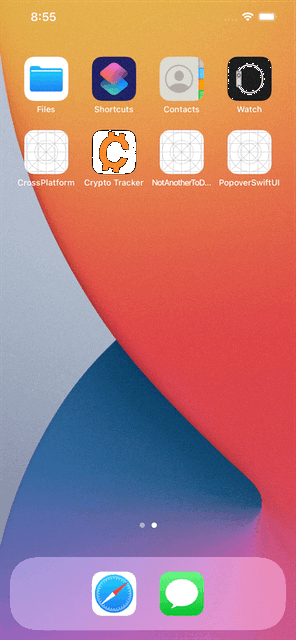 8:55
Files
Shortcuts
Contacts
Watch
CrossPlatform
Crypto Tracker
NotAnotherToD...
PopoverSwiftUI